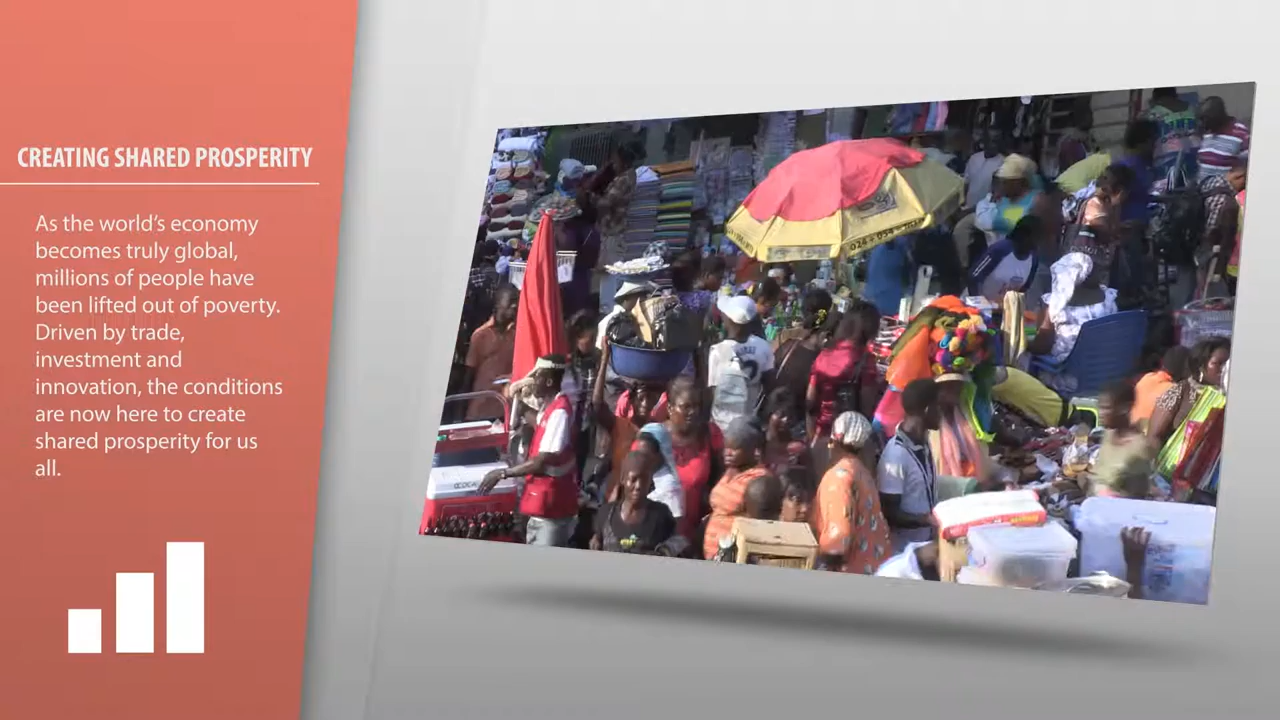 CREATING SHARED PROSPERITY
As the world's economy
becomes truly global,
millions of people have
been lifted out of poverty.
Driven by trade,
investment and
innovation, the conditions
are now here to create
shared prosperity for us
all.